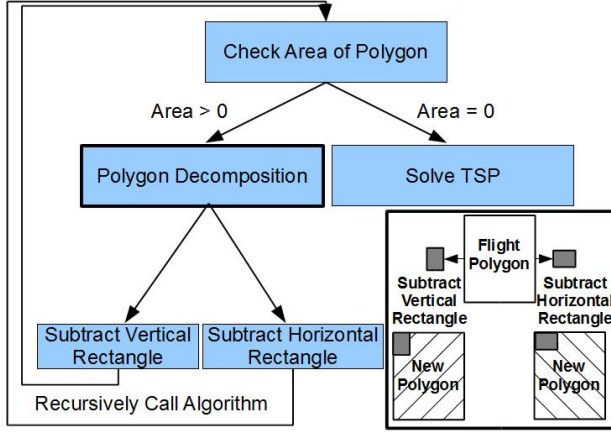 Check Area of Polygon
Area > 0
Area = 0
Polygon Decomposition
Solve TSP
Subtract Vertical
Rectangle
Subtract Horizontal
Rectangle
Recursively Call Algorithm
Flight
Polygon
Subtract
Vertical
Rectangle
Subtract
Horizontal
Rectangle
New
Polygon
New
Polygon